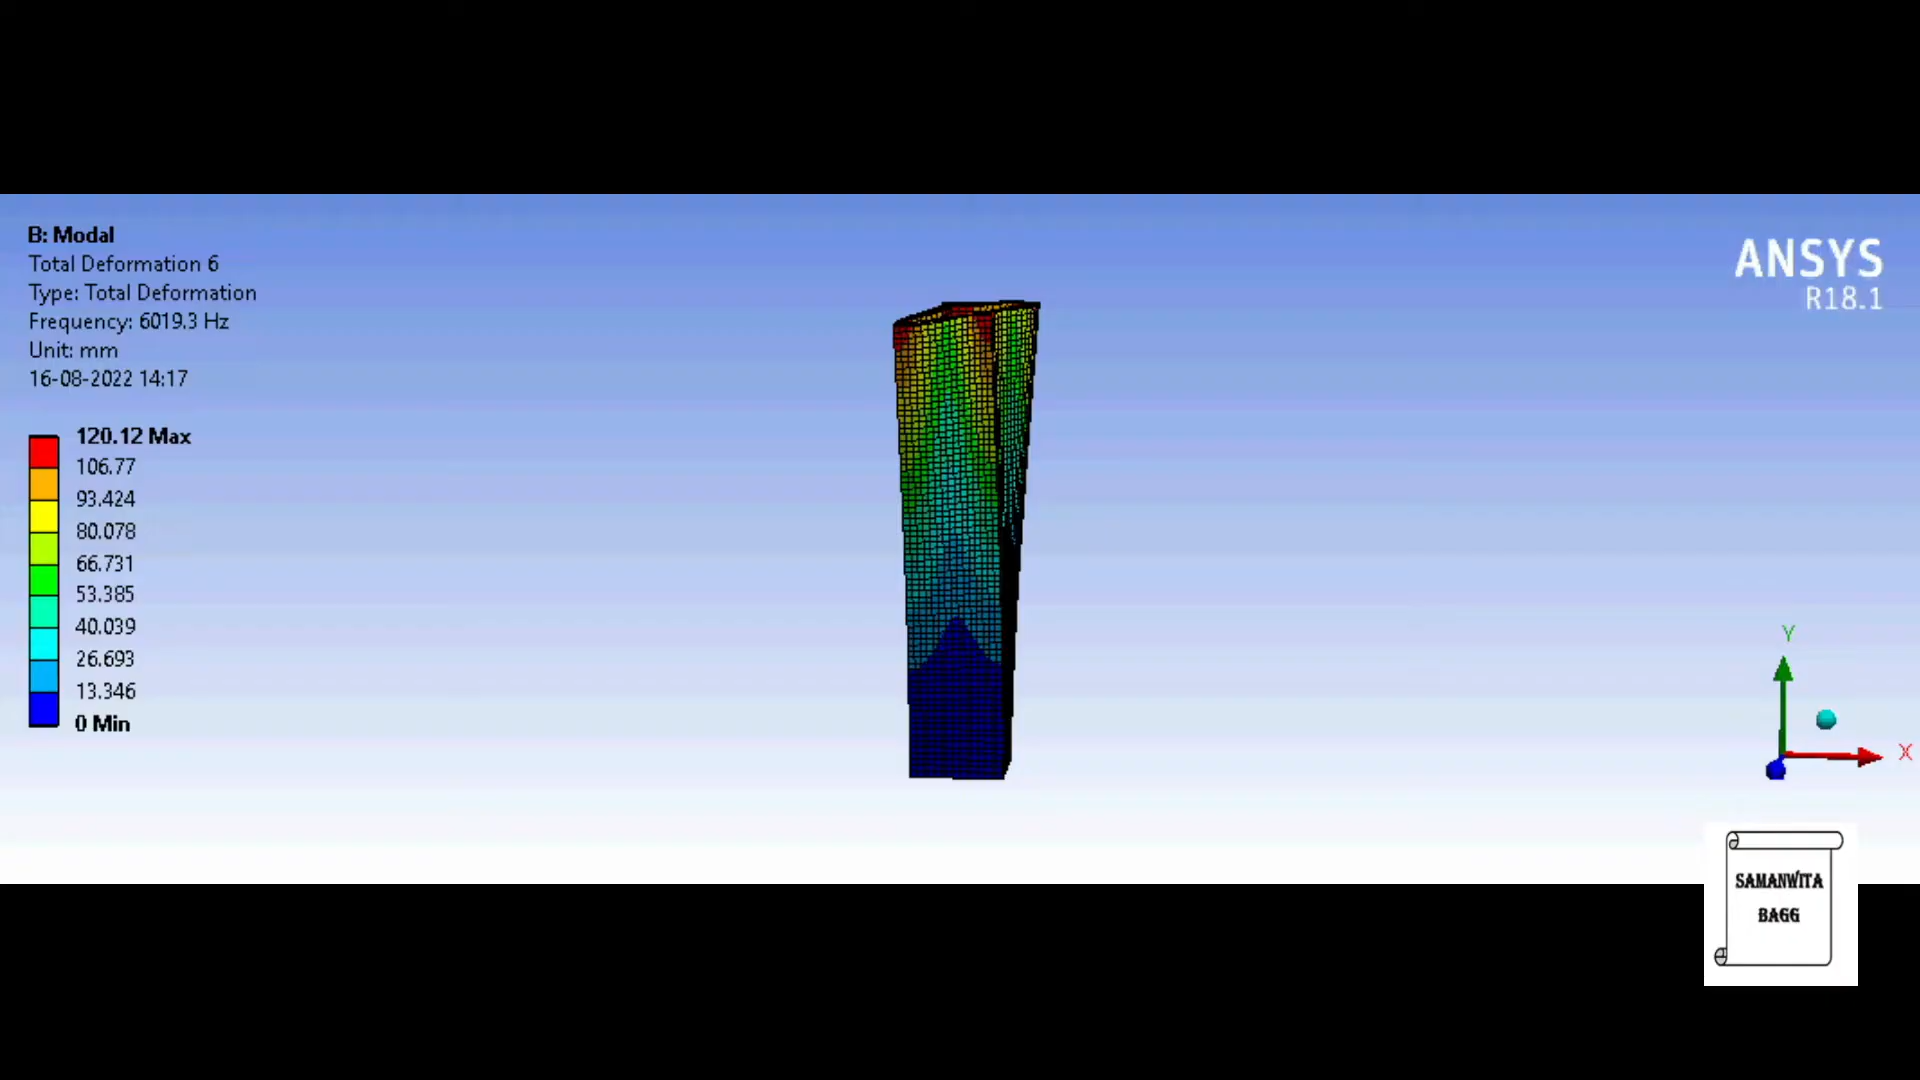 B: Modal
Total Deformation 6
Type: Total Deformation
Frequency: 6019.3 Hz
Unit: mm
16-08-2022 14:17
120.12 Max
106.77
93.424
80.078
66.731
53.385
40.039
26.693
13.346
0 Min
ANSYS
R18.1
Y
X
SAMANWITA
BAGG